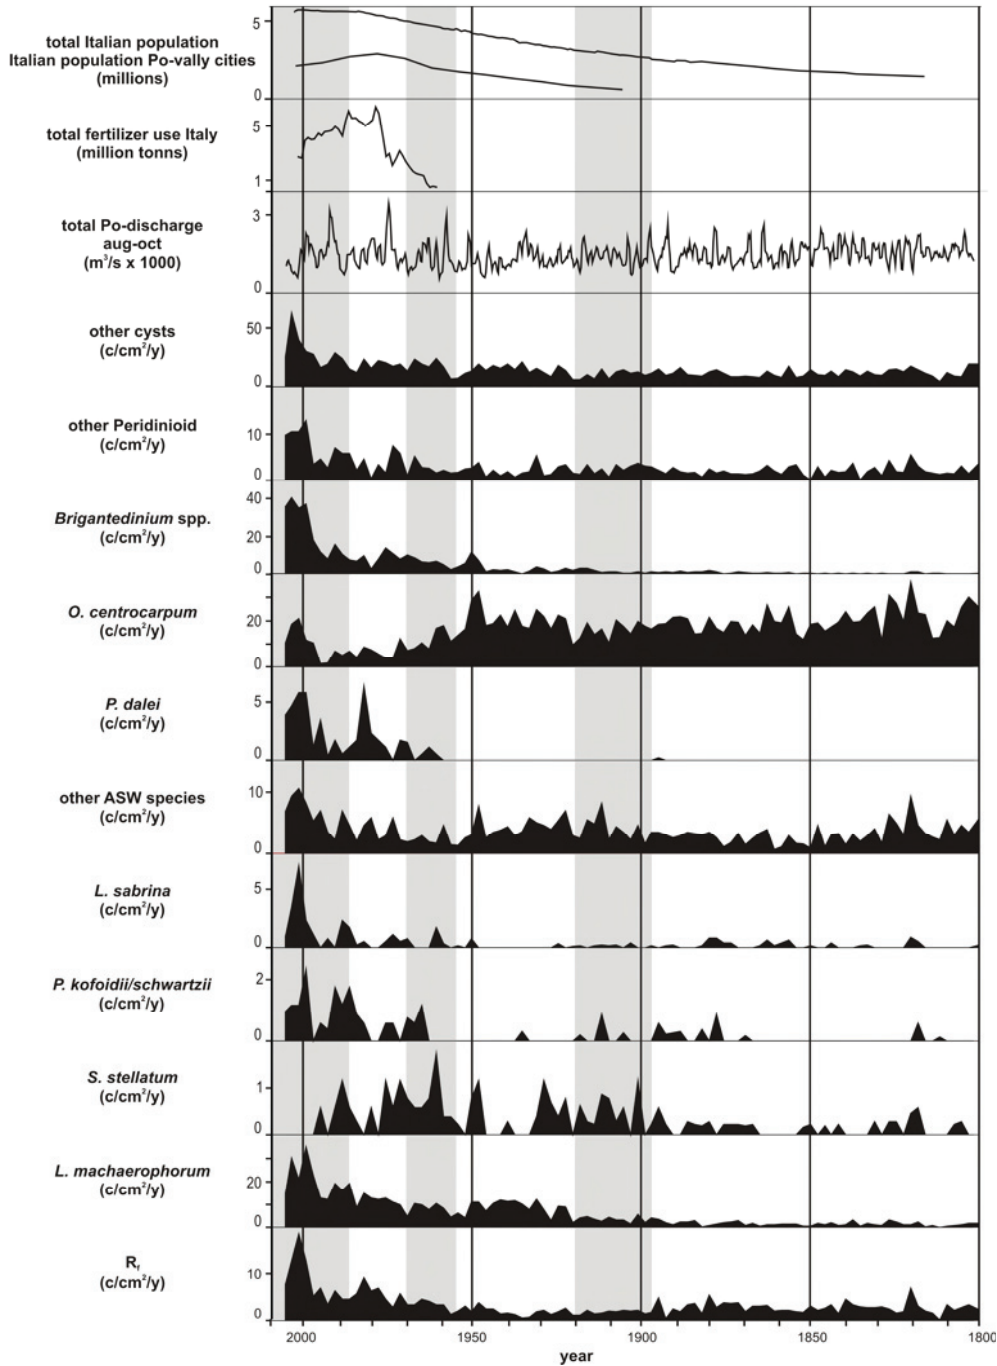 total Italian population
Italian population Po-vally cities
(millions)
5
0
total fertilizer use Italy
(million tonns)
5
1
total Po-discharge
aug-oct
(m³/s x 1000)
3
0
other cysts
(c/cm²/y)
50
0
other Peridinioid
(c/cm²/y)
10
0
Brigantedinium spp.
(c/cm²/y)
40
20
0
O. centrocarpum
(c/cm²/y)
20
0
P. dalei
(c/cm²/y)
5
0
other ASW species
(c/cm²/y)
10
0
L. sabrina
(c/cm²/y)
5
0
P. kofoidii/schwartzii
(c/cm²/y)
2
0
S. stellatum
(c/cm²/y)
1
0
L. machaerophorum
(c/cm²/y)
20
0
Rf
(c/cm²/y)
10
0
2000 1950 1900 1850 1800
year